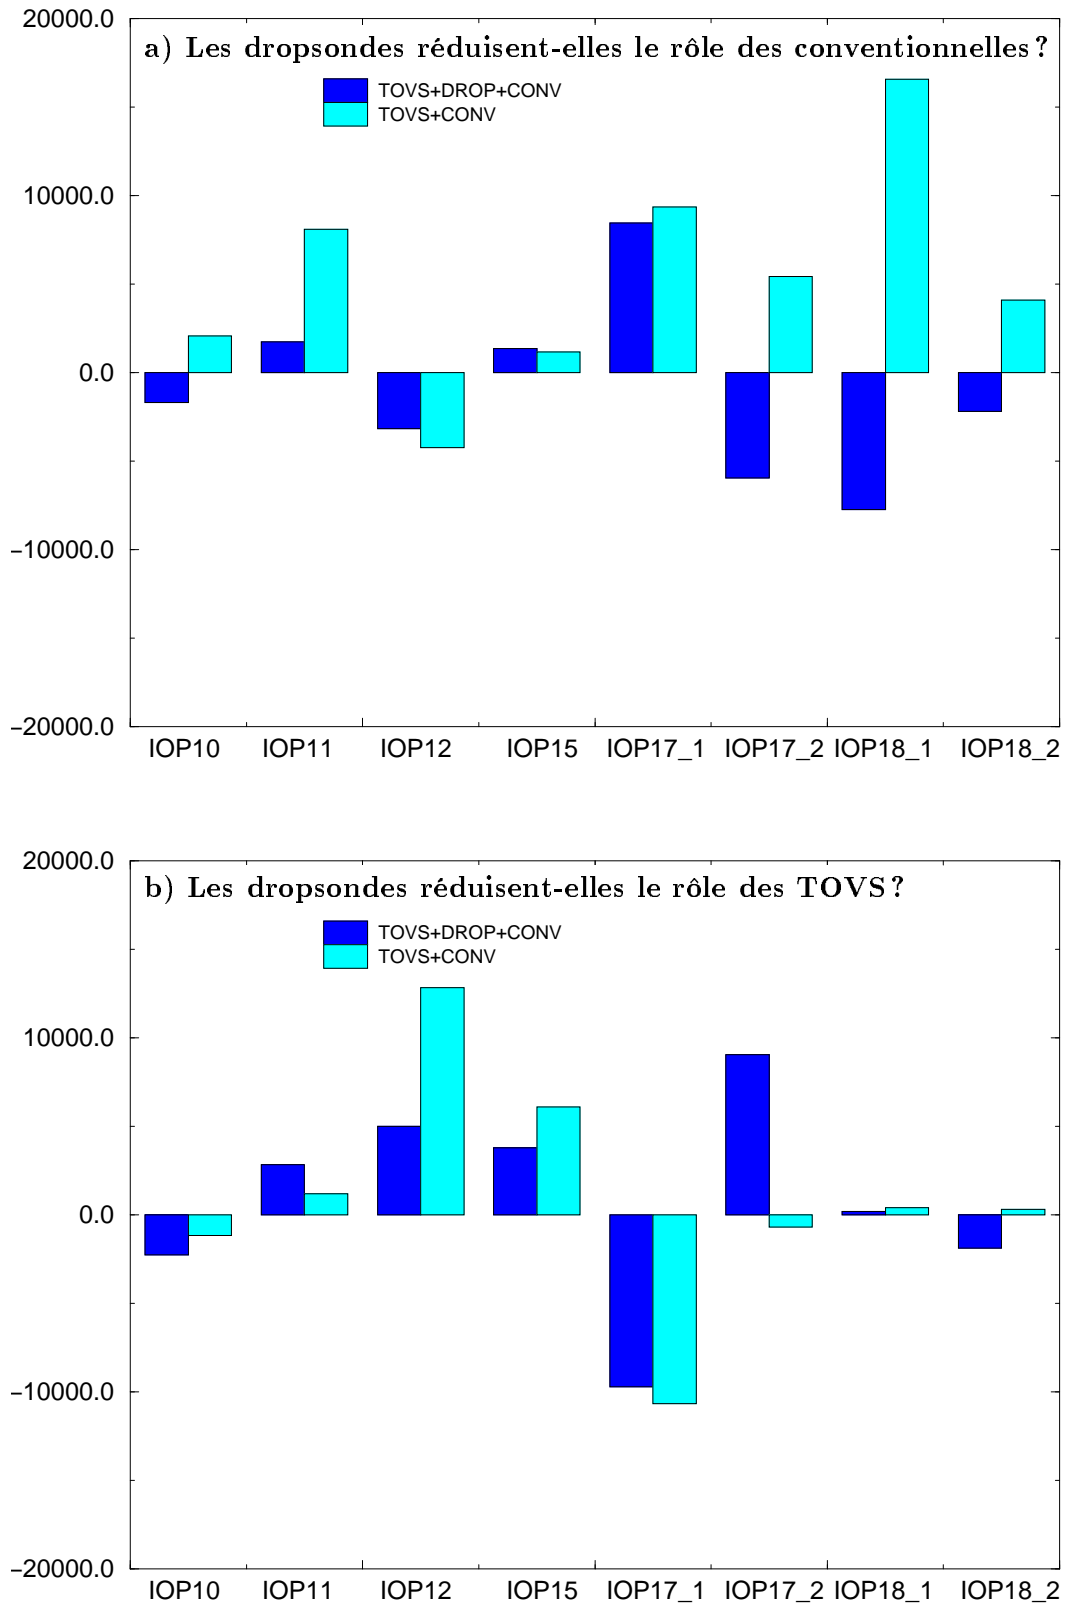 20000.0
a) Les dropsondes réduisent-elles le rôle des conventionnelles ?
TOVS+DROP+CONV
TOVS+CONV
10000.0
0.0
−10000.0
−20000.0
IOP10 IOP11 IOP12 IOP15 IOP17_1 IOP17_2 IOP18_1 IOP18_2
20000.0
b) Les dropsondes réduisent-elles le rôle des TOVS ?
TOVS+DROP+CONV
TOVS+CONV
10000.0
0.0
−10000.0
−20000.0
IOP10 IOP11 IOP12 IOP15 IOP17_1 IOP17_2 IOP18_1 IOP18_2